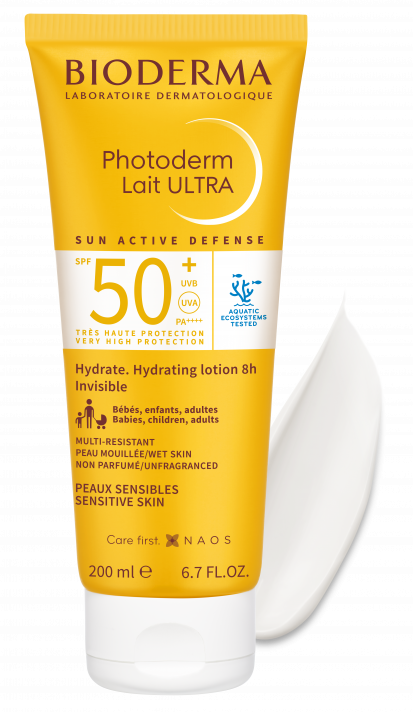 BIODERMA
LABORATOIRE DERMATOLOGIQUE
Photoderm
Lait ULTRA
SUN ACTIVE DEFENSE
SPF 50+
UVB
UVA
PA++++
AQUATIC
ECOSYSTEMS
TESTED
TRÈS HAUTE PROTECTION
VERY HIGH PROTECTION
Hydrate. Hydrating lotion 8h
Invisible
Bébés, enfants, adultes
Babies, children, adults
MULTI-RESISTANT
PEAU MOUILLÉE/WET SKIN
NON PARFUMÉ/UNFRAGRANCED
PEAUX SENSIBLES
SENSITIVE SKIN
Care first. NAOS
200 ml ℮ 6.7 FL.OZ.